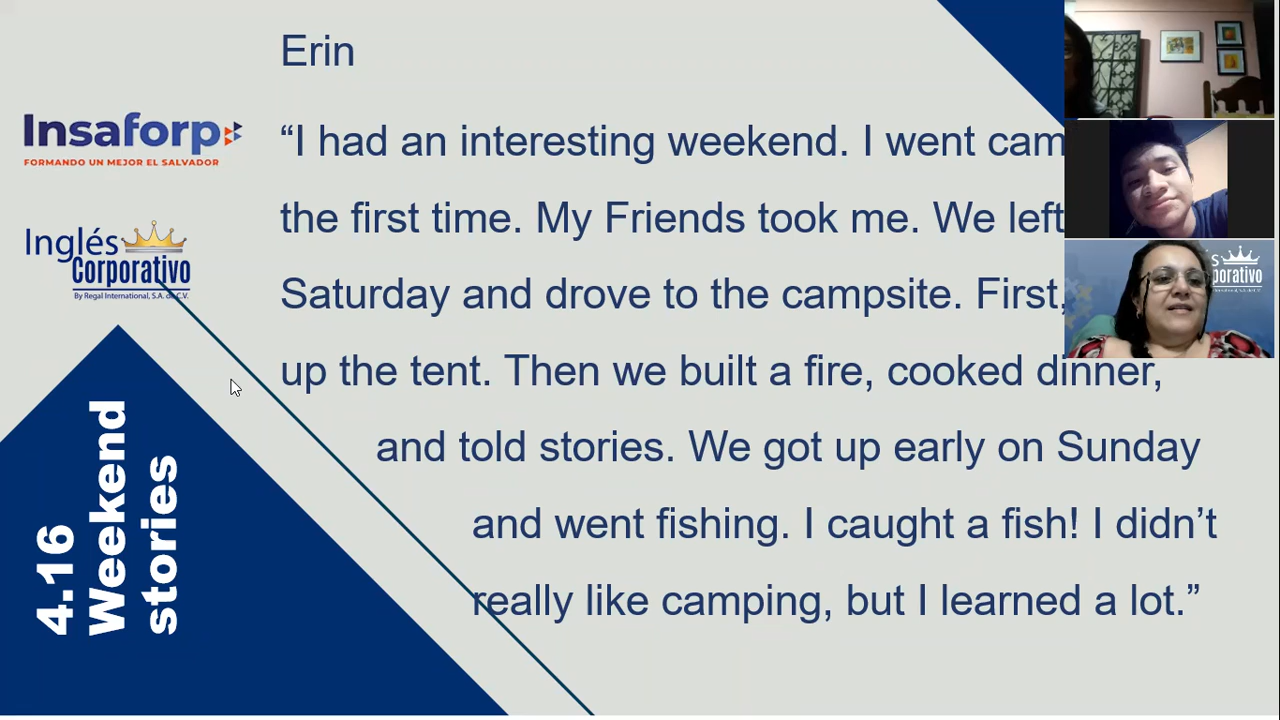 Erin
“I had an interesting weekend. I went cam
the first time. My Friends took me. We left
Saturday and drove to the campsite. First,
up the tent. Then we built a fire, cooked dinner,
and told stories. We got up early on Sunday
and went fishing. I caught a fish! I didn’t
really like camping, but I learned a lot.”
Insaforp
FORMANDO UN MEJOR EL SALVADOR
Inglés
Corporativo
By Regal International, S.A. de C.V.
4.16
Weekend
stories
S
porativo